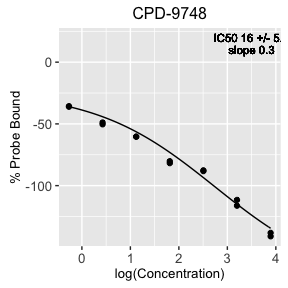 CPD-9748
IC50 16 +/- 5.
slope 0.3
0
-50
-100
% Probe Bound
0 1 2 3 4
log(Concentration)